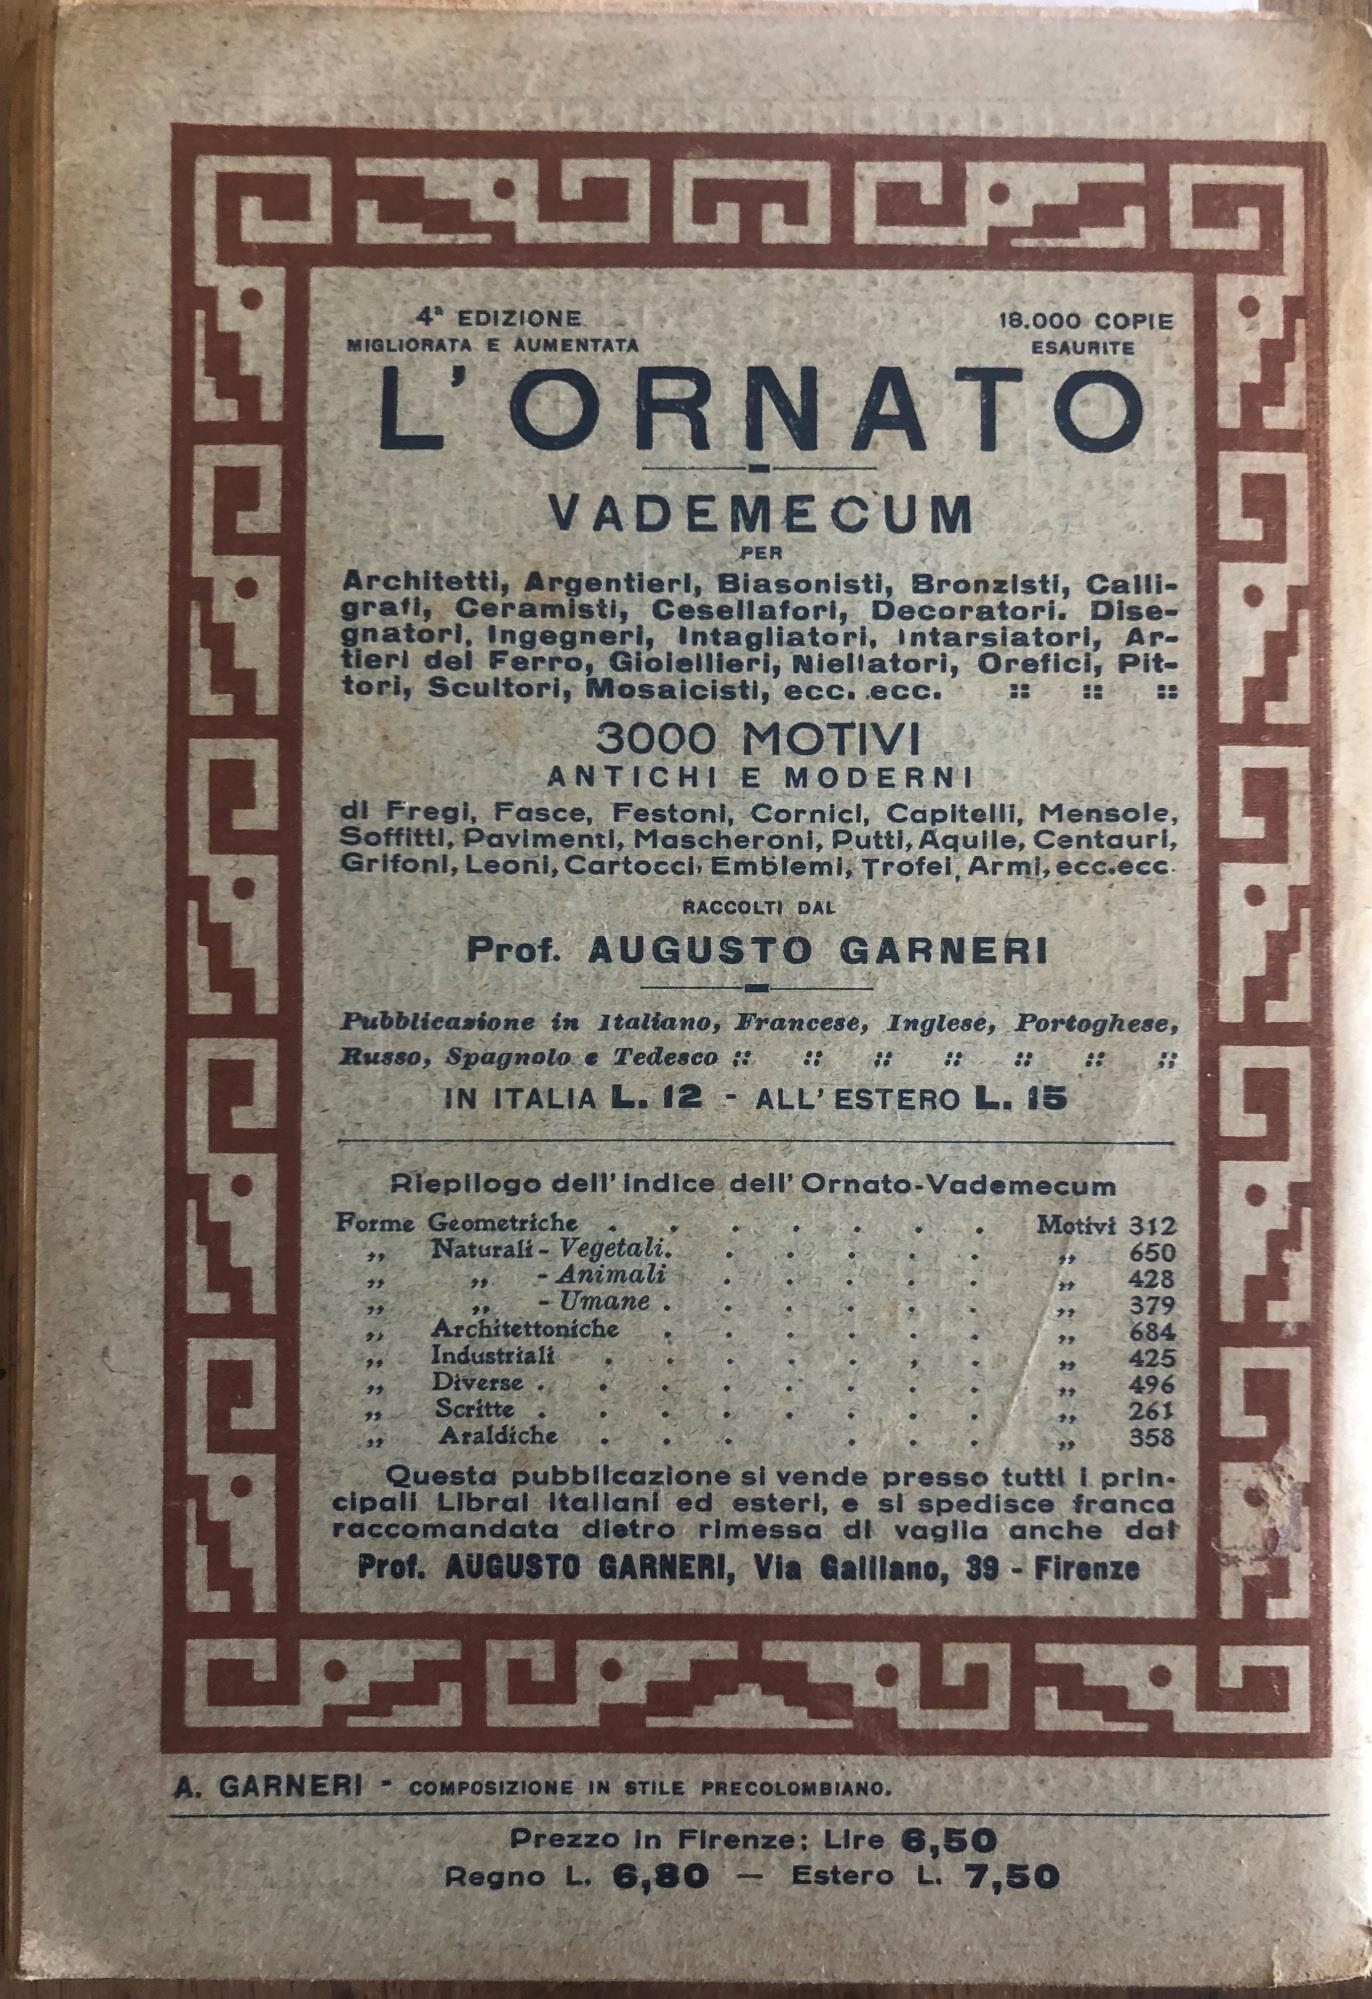 4ª EDIZIONE
MIGLIORATA E AUMENTATA
18.000 COPIE
ESAURITE
L'ORNATO
VADEMECUM
PER
Architetti, Argentieri, Biasonisti, Bronzisti, Calli-
grafi, Ceramisti, Cesellafori, Decoratori. Dise-
gnatori, Ingegneri, Intagliatori, Intarsiatori, Ar-
tieri del Ferro, Gioiellieri, Niellatori, Orefici, Pit-
tori, Scultori, Mosaicisti, ecc. ecc. :: :: ::
3000 MOTIVI
ANTICHI E MODERNI
di Fregi, Fasce, Festoni, Cornici, Capitelli, Mensole,
Soffitti, Pavimenti, Mascheroni, Putti, Aquile, Centauri,
Grifoni, Leoni, Cartocci, Emblemi, Trofei, Armi, ecc.ecc.
RACCOLTI DAL
Prof. AUGUSTO GARNERI
Pubblicazione in Italiano, Francese, Inglese, Portoghese,
Russo, Spagnolo e Tedesco :: :: :: :: :: :: ::
IN ITALIA L. 12 - ALL'ESTERO L. 15
Riepilogo dell'indice dell'Ornato-Vademecum
Forme Geometriche . . . . . . . Motivi 312
„ Naturali - Vegetali. . . . . . „ 650
„ „ - Animali . . . . . „ 428
„ „ - Umane . . . . . . „ 379
„ Architettoniche . . . . . . „ 684
„ Industriali . . . . , . . „ 425
„ Diverse . . . . . . . . „ 496
„ Scritte . . . . . . . . „ 261
„ Araldiche . . . . . . „ 358
Questa pubblicazione si vende presso tutti i prin-
cipali Librai Italiani ed esteri, e si spedisce franca
raccomandata dietro rimessa di vaglia anche dal
Prof. AUGUSTO GARNERI, Via Galilano, 39 - Firenze
A. GARNERI - COMPOSIZIONE IN STILE PRECOLOMBIANO.
Prezzo in Firenze: Lire 6,50
Regno L. 6,80 — Estero L. 7,50